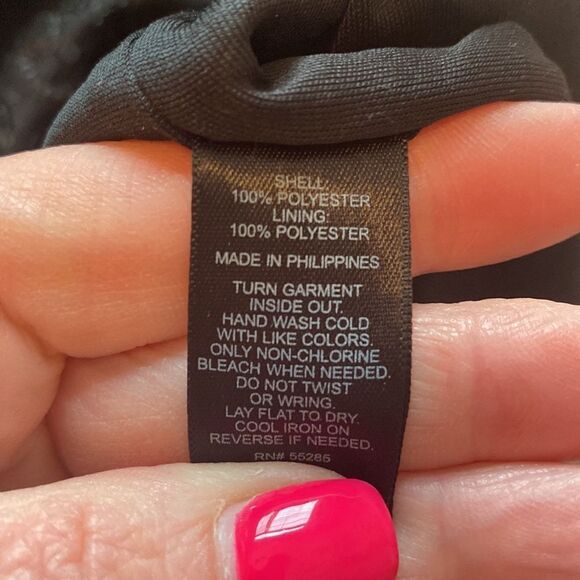 SHELL:
100% POLYESTER
LINING:
100% POLYESTER
MADE IN PHILIPPINES
TURN GARMENT
INSIDE OUT.
HAND WASH COLD
WITH LIKE COLORS.
ONLY NON-CHLORINE
BLEACH WHEN NEEDED.
DO NOT TWIST
OR WRING.
LAY FLAT TO DRY.
COOL IRON ON
REVERSE IF NEEDED.
RN# 55285